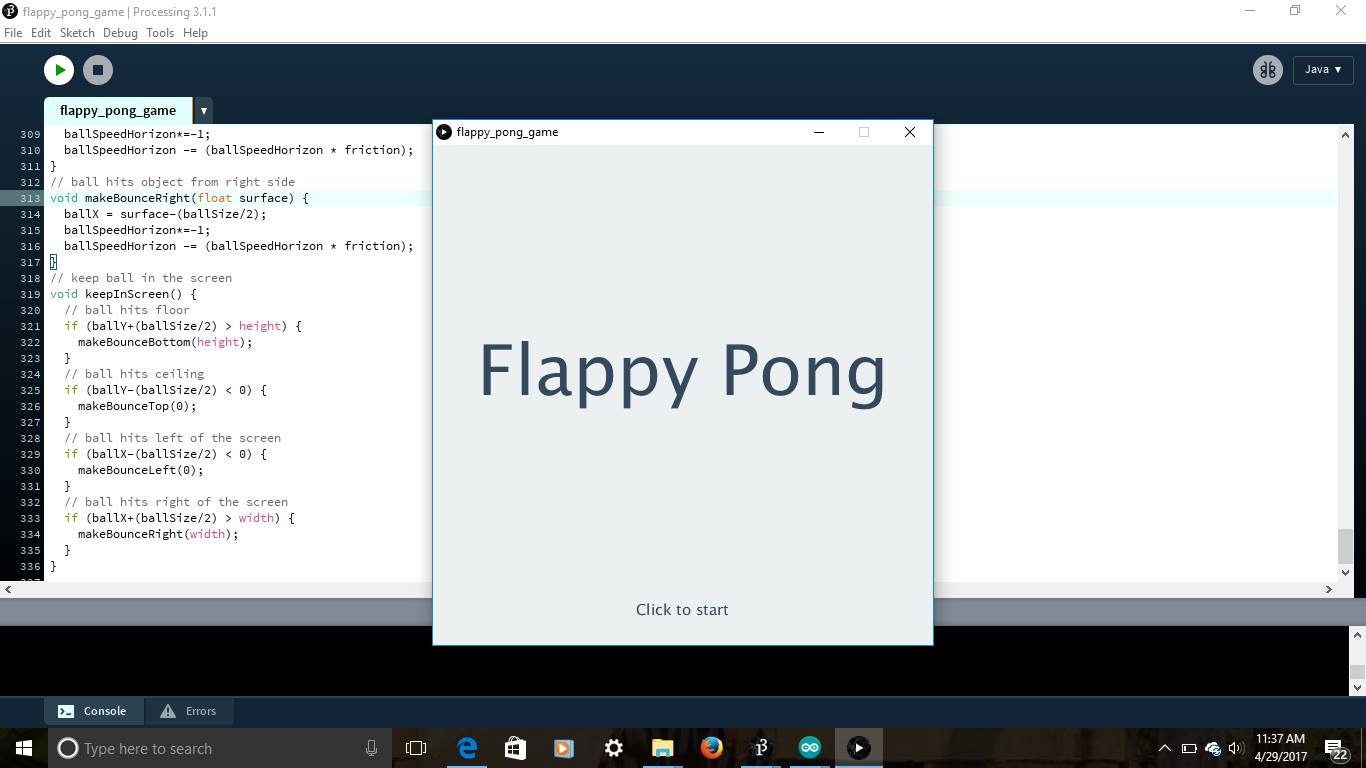 flappy_pong_game | Processing 3.1.1
File Edit Sketch Debug Tools Help
Java ▼
flappy_pong_game ▼
309 ballSpeedHorizon*=-1;
310 ballSpeedHorizon -= (ballSpeedHorizon * friction);
311 }
312 // ball hits object from right side
313 void makeBounceRight(float surface) {
314 ballX = surface-(ballSize/2);
315 ballSpeedHorizon*=-1;
316 ballSpeedHorizon -= (ballSpeedHorizon * friction);
317 }
318 // keep ball in the screen
319 void keepInScreen() {
320 // ball hits floor
321 if (ballY+(ballSize/2) > height) {
322 makeBounceBottom(height);
323 }
324 // ball hits ceiling
325 if (ballY-(ballSize/2) < 0) {
326 makeBounceTop(0);
327 }
328 // ball hits left of the screen
329 if (ballX-(ballSize/2) < 0) {
330 makeBounceLeft(0);
331 }
332 // ball hits right of the screen
333 if (ballX+(ballSize/2) > width) {
334 makeBounceRight(width);
335 }
336 }
flappy_pong_game
Flappy Pong
Click to start
Console Errors
Type here to search
11:37 AM
4/29/2017
22